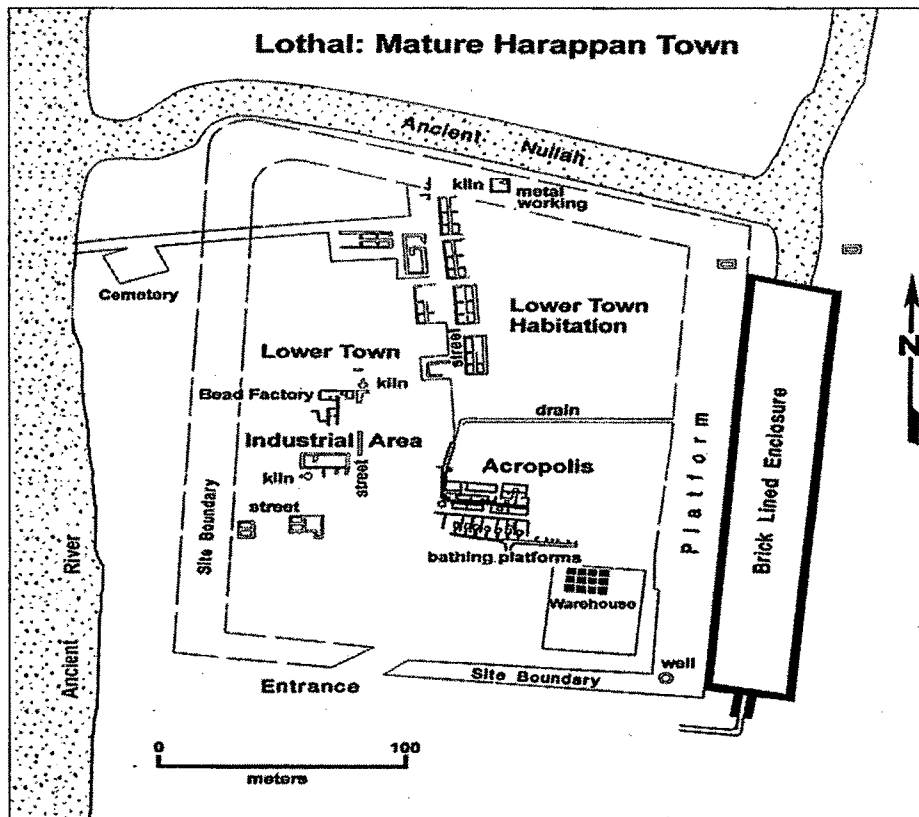 Lothal: Mature Harappan Town
Ancient Nullah
kiln
metal
working
Cemetery
Lower Town
Habitation
street
Lower Town
kiln
Bead Factory
drain
Industrial Area
street
kiln
Acropolis
street
bathing platforms
Warehouse
Platform
Brick Lined Enclosure
N
Site Boundary
Ancient River
well
Site Boundary
Entrance
0
100
meters